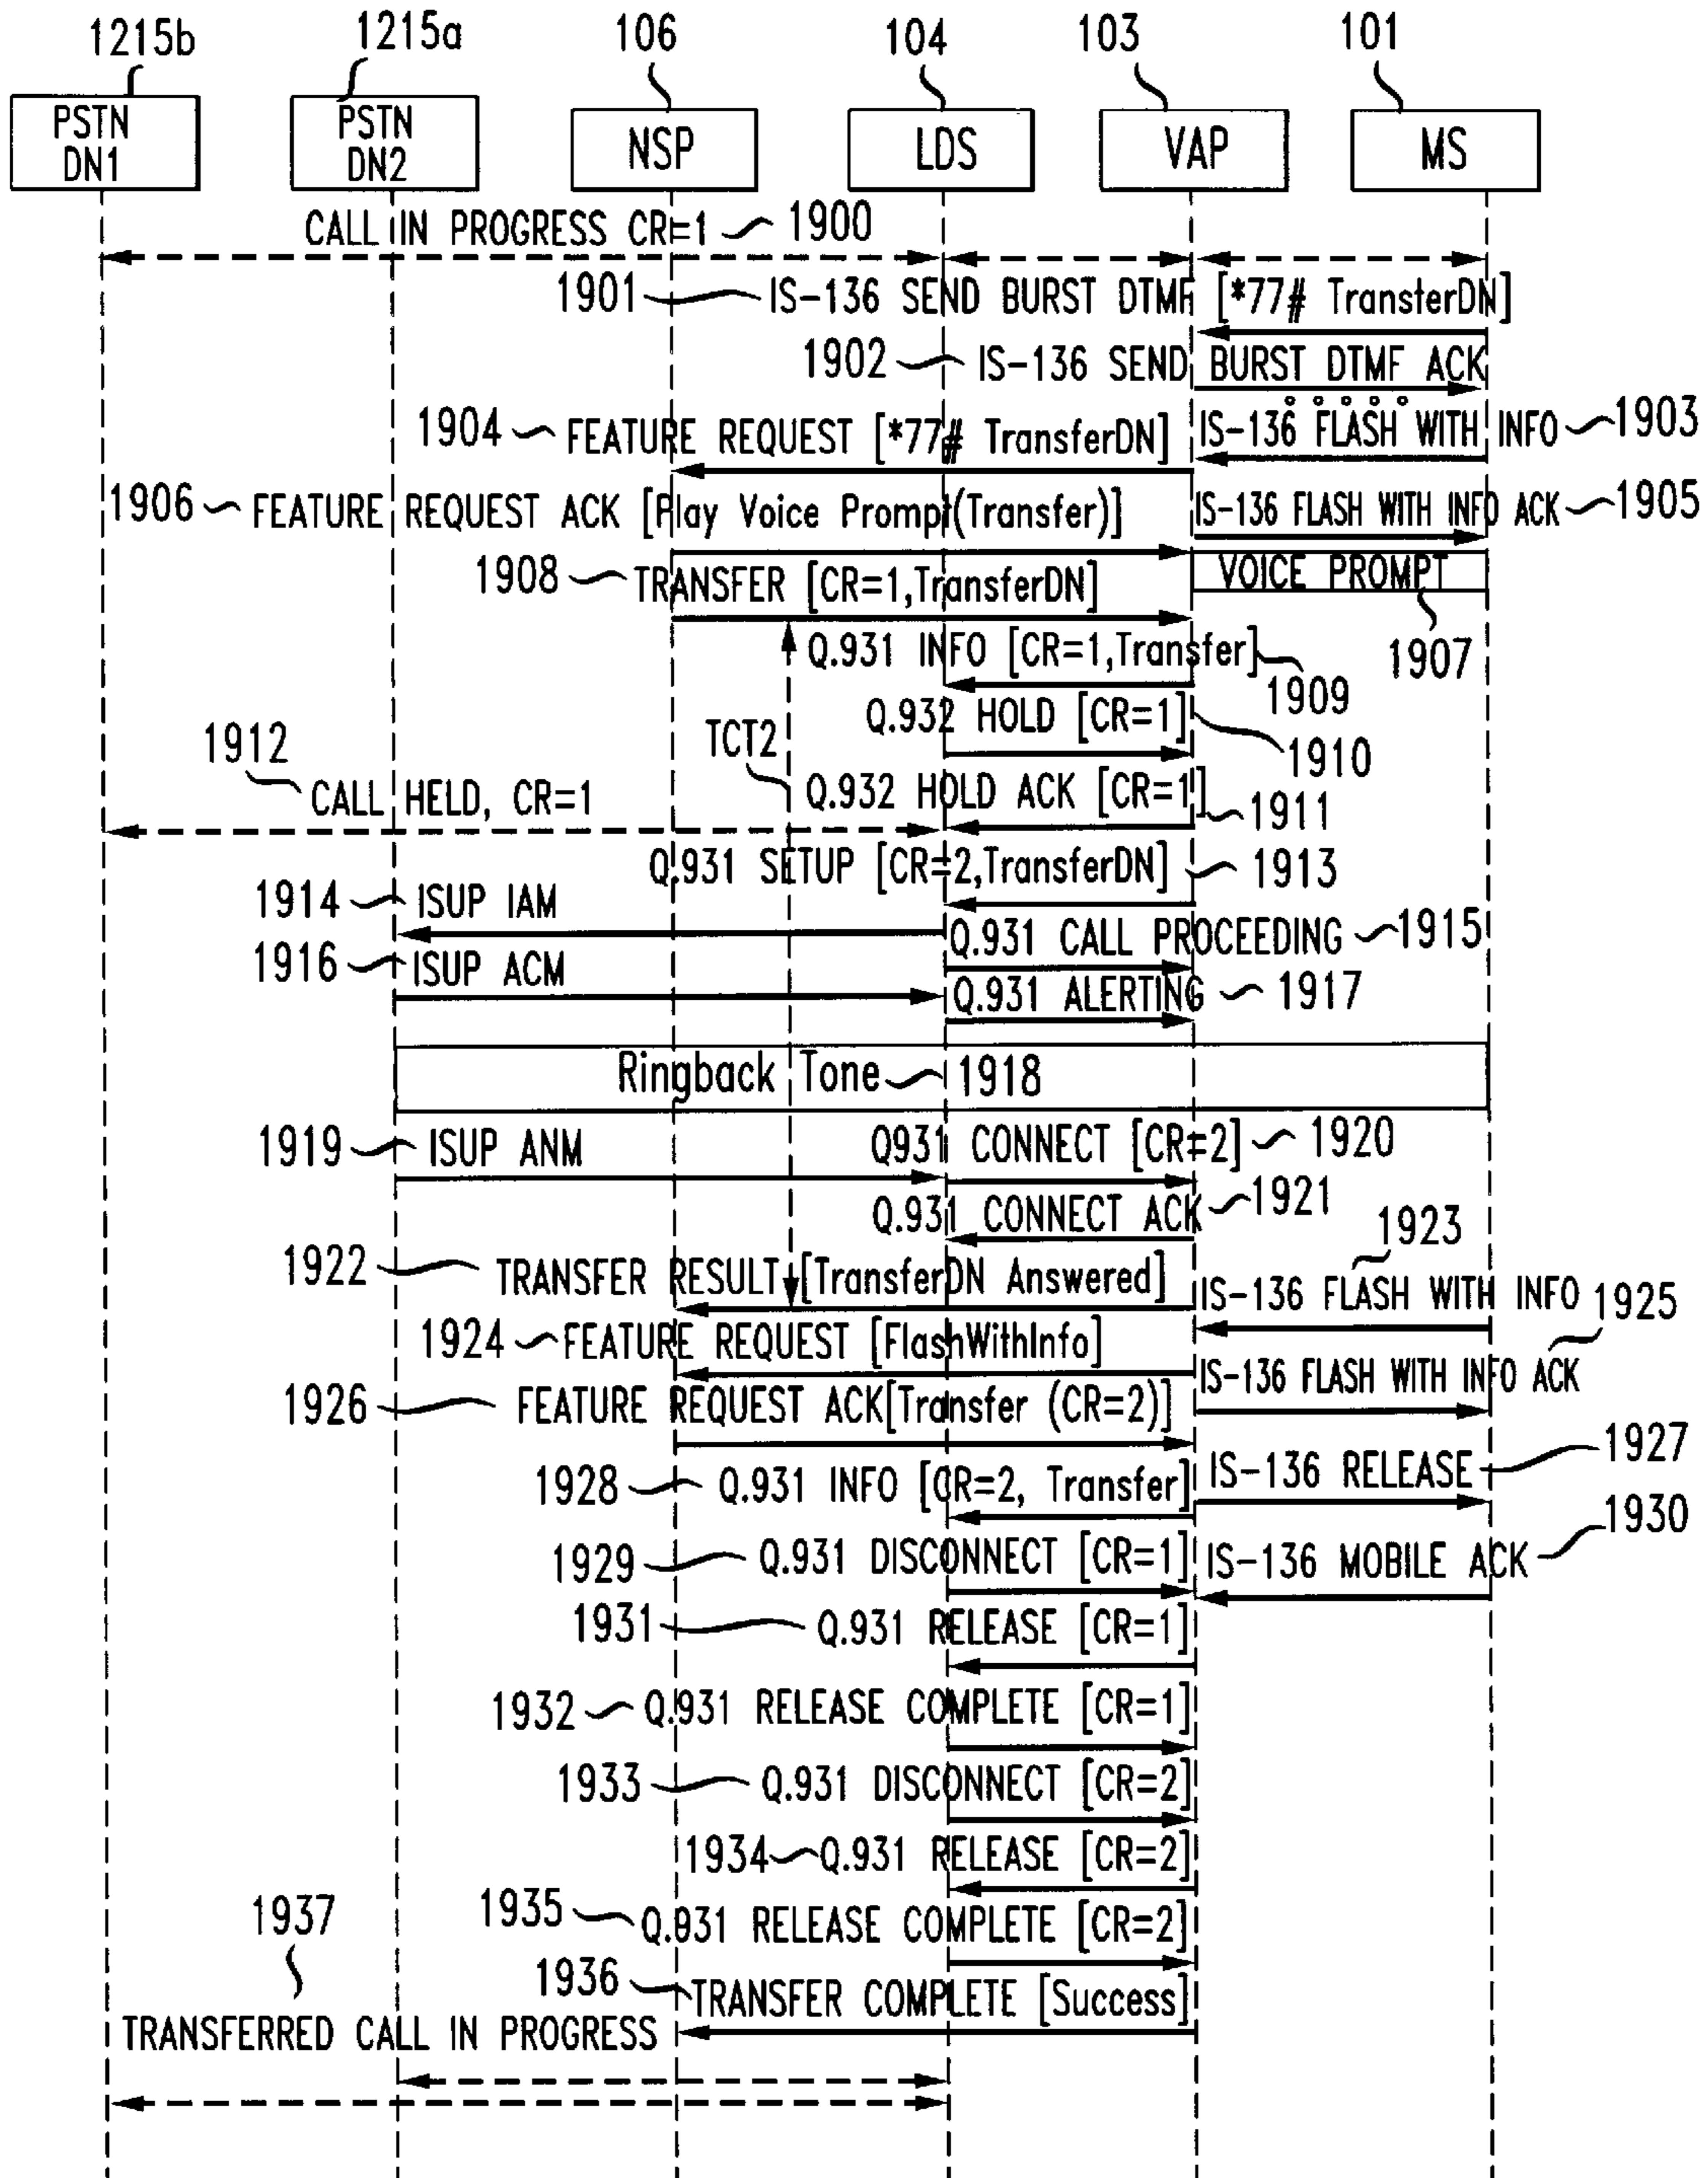 1215b
1215a
106
104
103
101
PSTN DN1
PSTN DN2
NSP
LDS
VAP
MS
CALL IN PROGRESS CR=1 1900
1901 IS-136 SEND BURST DTMF [*77# TransferDN]
1902 IS-136 SEND BURST DTMF ACK
1904 FEATURE REQUEST [*77# TransferDN]
IS-136 FLASH WITH INFO 1903
1906 FEATURE REQUEST ACK [Play Voice Prompt(Transfer)]
IS-136 FLASH WITH INFO ACK 1905
VOICE PROMPT
1907
1908 TRANSFER [CR=1,TransferDN]
Q.931 INFO [CR=1,Transfer]
1909
TCT2
Q.932 HOLD [CR=1]
1910
1912
CALL HELD, CR=1
Q.932 HOLD ACK [CR=1]
1911
Q.931 SETUP [CR=2,TransferDN] 1913
1914 ISUP IAM
Q.931 CALL PROCEEDING 1915
1916 ISUP ACM
Q.931 ALERTING 1917
Ringback Tone 1918
1919 ISUP ANM
Q931 CONNECT [CR=2] 1920
Q.931 CONNECT ACK 1921
1922 TRANSFER RESULT [TransferDN Answered]
1923
IS-136 FLASH WITH INFO
1924 FEATURE REQUEST [FlashWithInfo]
1925
IS-136 FLASH WITH INFO ACK
1926 FEATURE REQUEST ACK[Transfer (CR=2)]
IS-136 RELEASE 1927
1928 Q.931 INFO [CR=2, Transfer]
1929 Q.931 DISCONNECT [CR=1]
IS-136 MOBILE ACK 1930
1931 Q.931 RELEASE [CR=1]
1932 Q.931 RELEASE COMPLETE [CR=1]
1933 Q.931 DISCONNECT [CR=2]
1934 Q.931 RELEASE [CR=2]
1935 Q.931 RELEASE COMPLETE [CR=2]
1936 TRANSFER COMPLETE [Success]
1937
TRANSFERRED CALL IN PROGRESS